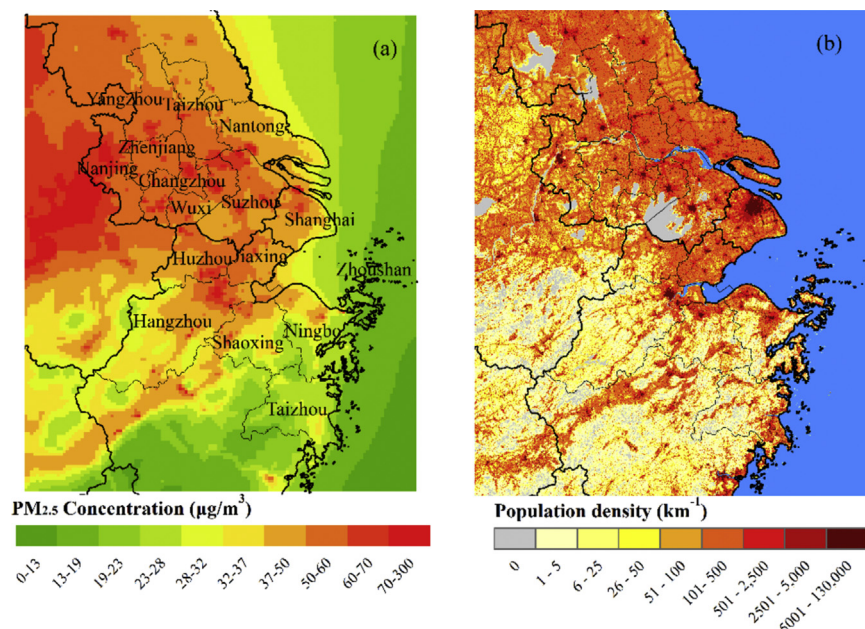 (a)
Yangzhou
Taizhou
Nantong
Zhenjiang
Nanjing
Changzhou
Wuxi
Suzhou
Shanghai
Huzhou
Jiaxing
Zhoushan
Hangzhou
Ningbo
Shaoxing
Taizhou
PM2.5 Concentration (μg/m³)
0-13 13-19 19-23 23-28 28-32 32-37 37-50 50-60 60-70 70-300
(b)
Population density (km⁻¹)
0 1 - 5 6 - 25 26 - 50 51 - 100 101 - 500 501 - 2,500 2501 - 5.000 5001 - 130.000